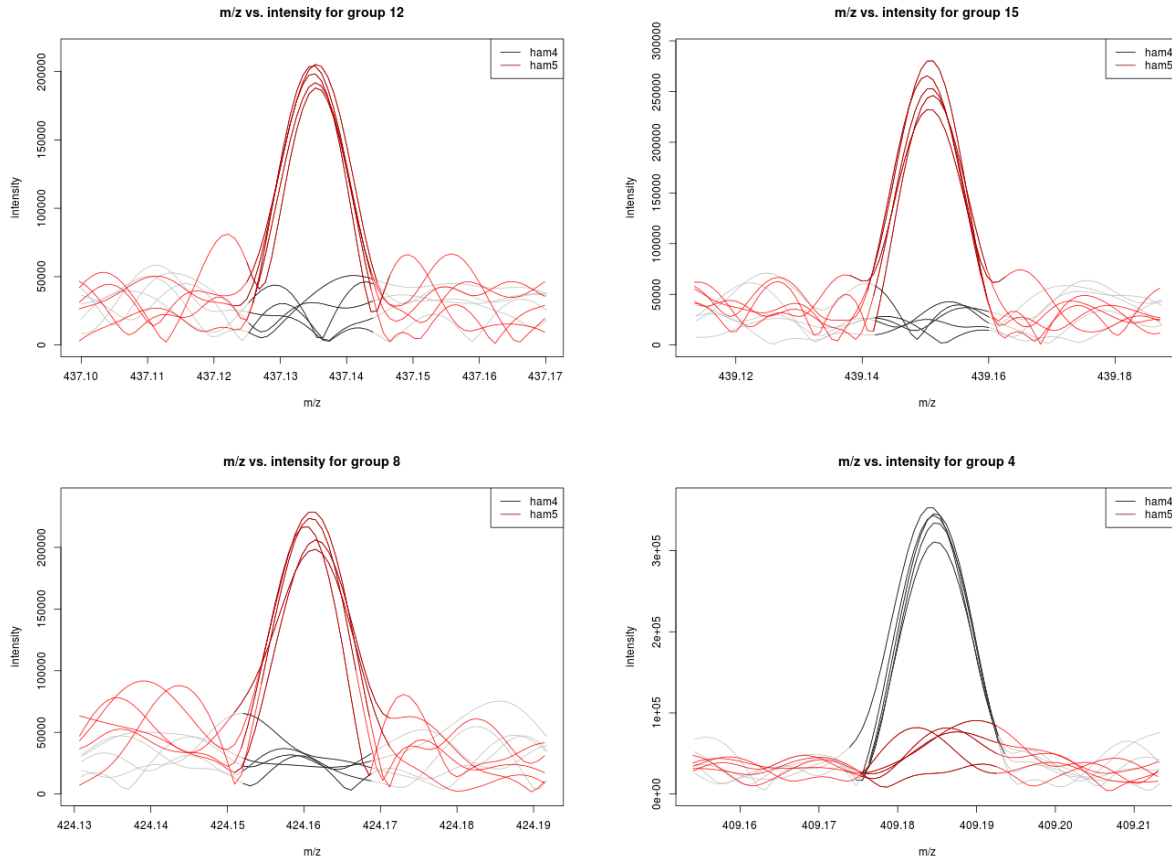 m/z vs. intensity for group 12
ham4
ham5
intensity
0
50000
100000
150000
200000
437.10 437.11 437.12 437.13 437.14 437.15 437.16 437.17
m/z
m/z vs. intensity for group 15
ham4
ham5
intensity
0
50000
100000
150000
200000
250000
300000
439.12 439.14 439.16 439.18
m/z
m/z vs. intensity for group 8
ham4
ham5
intensity
0
50000
100000
150000
200000
424.13 424.14 424.15 424.16 424.17 424.18 424.19
m/z
m/z vs. intensity for group 4
ham4
ham5
intensity
0e+00
1e+05
2e+05
3e+05
409.16 409.17 409.18 409.19 409.20 409.21
m/z